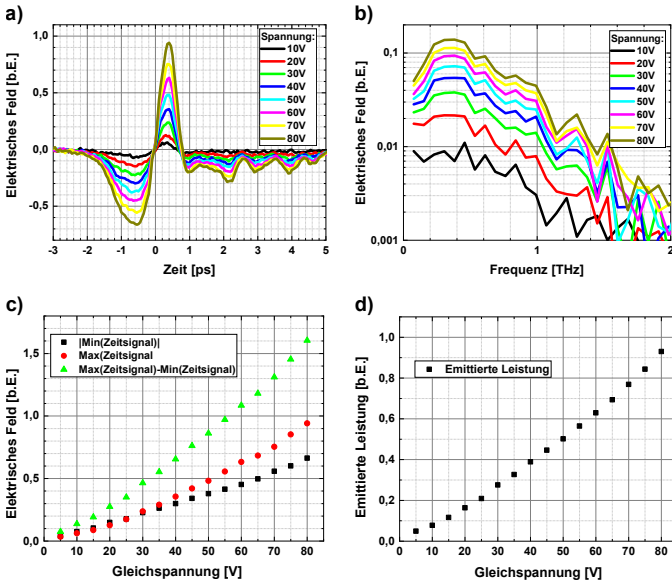 a)
Elektrisches Feld [b.E.]
1,0
0,5
0,0
-0,5
-3 -2 -1 0 1 2 3 4 5
Zeit [ps]
Spannung:
10V
20V
30V
40V
50V
60V
70V
80V
b)
Elektrisches Feld [b.E.]
0,1
0,01
0,001
0 1 2
Frequenz [THz]
Spannung:
10V
20V
30V
40V
50V
60V
70V
80V
c)
Elektrisches Feld [b.E.]
1,5
1,0
0,5
0,0
0 10 20 30 40 50 60 70 80
Gleichspannung [V]
|Min(Zeitsignal)|
Max(Zeitsignal
Max(Zeitsignal)-Min(Zeitsignal)
d)
Emittierte Leistung [b.E.]
1,0
0,8
0,6
0,4
0,2
0,0
0 10 20 30 40 50 60 70 80
Gleichspannung [V]
Emittierte Leistung